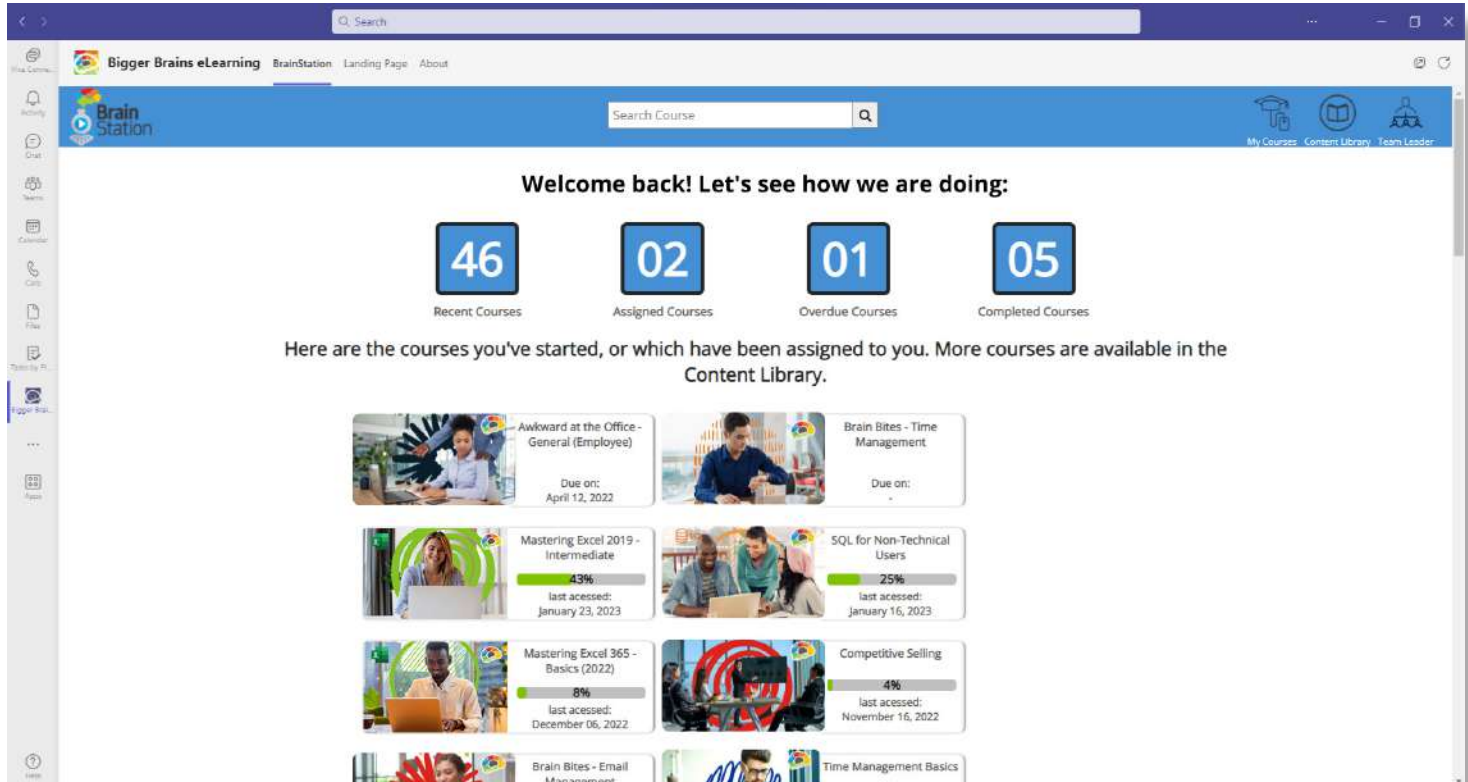 Search
...
Bigger Brains eLearning BrainStation Landing Page About
Activity
Chat
Teams
Calendar
Calls
Files
...
Apps
Help
Brain
Station
Search Course
My Courses Content Library Team Leader
Welcome back! Let's see how we are doing:
46 02 01 05
Recent Courses Assigned Courses Overdue Courses Completed Courses
Here are the courses you've started, or which have been assigned to you. More courses are available in the
Content Library.
Awkward at the Office -
General (Employee)
Due on:
April 12, 2022
Brain Bites - Time
Management
Due on:
-
Mastering Excel 2019 -
Intermediate
43%
last acessed:
January 23, 2023
SQL for Non-Technical
Users
25%
last acessed:
January 16, 2023
Mastering Excel 365 -
Basics (2022)
8%
last acessed:
December 06, 2022
Competitive Selling
4%
last acessed:
November 16, 2022
Brain Bites - Email
Management
Time Management Basics